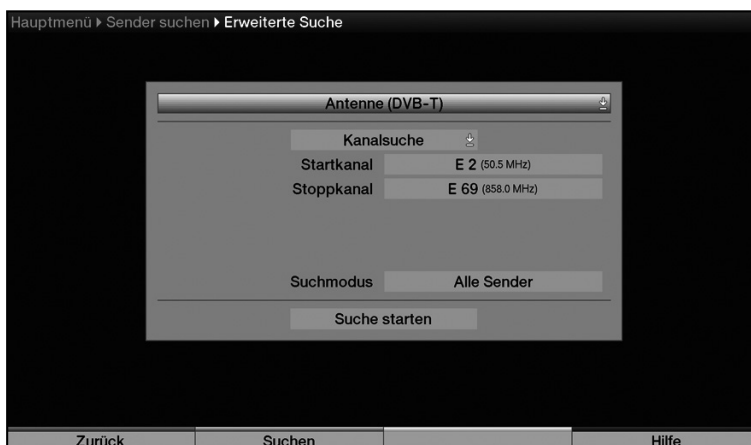 Hauptmenü ▸ Sender suchen ▸ Erweiterte Suche
Antenne (DVB-T)
Kanalsuche
Startkanal E 2 (50.5 MHz)
Stoppkanal E 69 (858.0 MHz)
Suchmodus Alle Sender
Suche starten
Zurück Suchen Hilfe